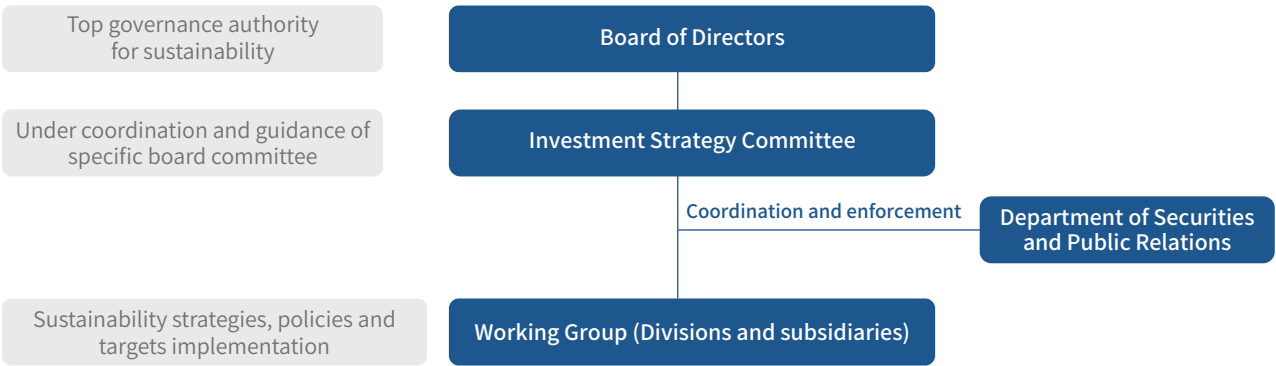 Top governance authority
for sustainability
Board of Directors
Under coordination and guidance of
specific board committee
Investment Strategy Committee
Coordination and enforcement
Department of Securities
and Public Relations
Sustainability strategies, policies and
targets implementation
Working Group (Divisions and subsidiaries)